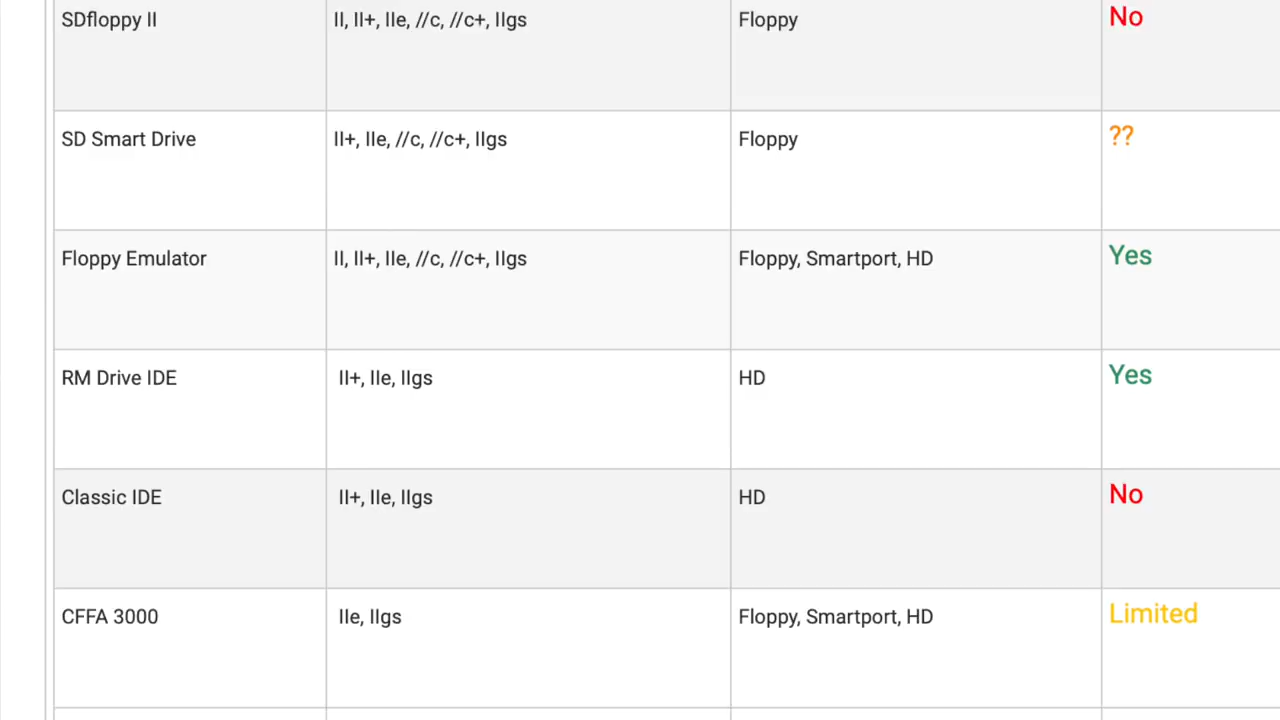 SDfloppy II II, II+, IIe, //c, //c+, IIgs Floppy No
SD Smart Drive II+, IIe, //c, //c+, IIgs Floppy ??
Floppy Emulator II, II+, IIe, //c, //c+, IIgs Floppy, Smartport, HD Yes
RM Drive IDE II+, IIe, IIgs HD Yes
Classic IDE II+, IIe, IIgs HD No
CFFA 3000 IIe, IIgs Floppy, Smartport, HD Limited